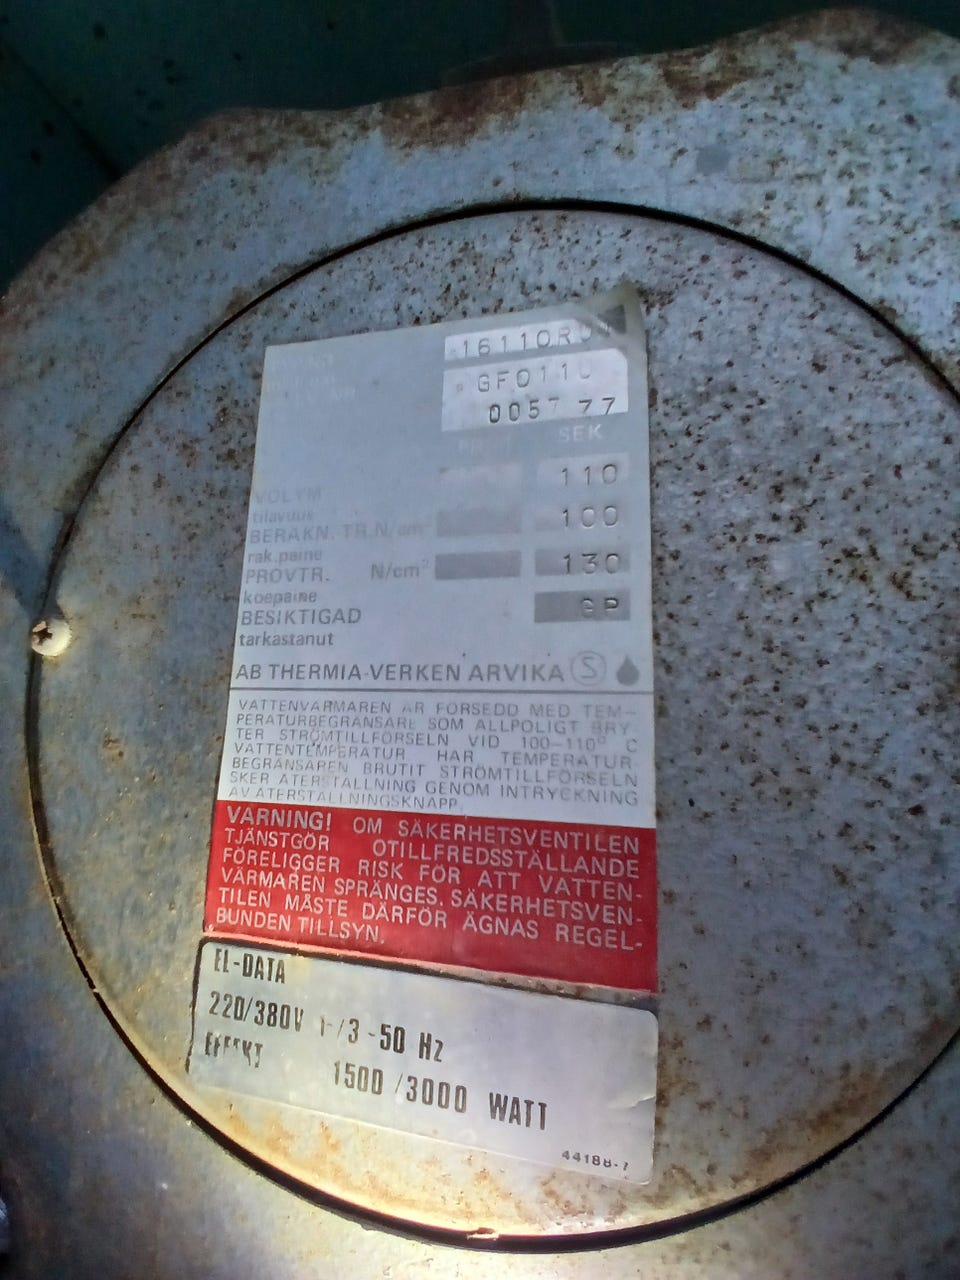 16110R
GF011
0057 77
SEK
110
VOLYM
tilavuus
100
BERAKN. TR. N/cm²
rak.paine
130
PROVTR. N/cm²
koepaine
GP
BESIKTIGAD
tarkastanut
AB THERMIA-VERKEN ARVIKA S
VATTENVÄRMAREN ÄR FÖRSEDD MED TEM-
PERATURBEGRÄNSARE SOM ALLPOLIGT BRY-
TER STRÖMTILLFÖRSELN VID 100-110° C
VATTENTEMPERATUR HAR TEMPERATUR-
BEGRÄNSAREN BRUTIT STRÖMTILLFÖRSELN
SKER ÅTERSTÄLLNING GENOM INTRYCKNING
AV ÅTERSTÄLLNINGSKNAPP.
VARNING! OM SÄKERHETSVENTILEN
TJÄNSTGÖR OTILLFREDSSTÄLLANDE
FÖRELIGGER RISK FÖR ATT VATTEN-
VÄRMAREN SPRÄNGES. SÄKERHETSVEN-
TILEN MÅSTE DÄRFÖR ÄGNAS REGEL-
BUNDEN TILLSYN.
EL-DATA
220/380V 1-/3-50 Hz
EFFEKT
1500/3000 WATT
44188-7